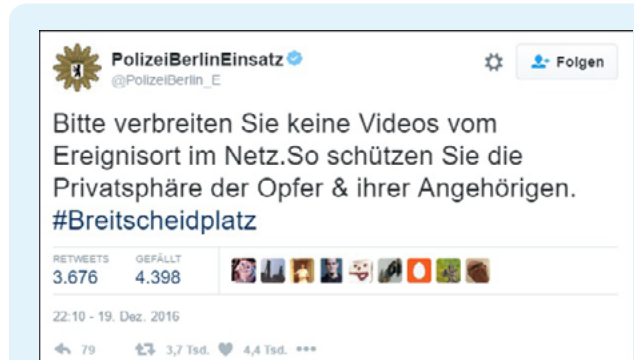 PolizeiBerlinEinsatz
Folgen
@PolizeiBerlin_E
Bitte verbreiten Sie keine Videos vom
Ereignisort im Netz.So schützen Sie die
Privatsphäre der Opfer & ihrer Angehörigen.
#Breitscheidplatz
RETWEETS GEFÄLLT
3.676 4.398
22:10 - 19. Dez. 2016
79 3,7 Tsd. 4,4 Tsd.